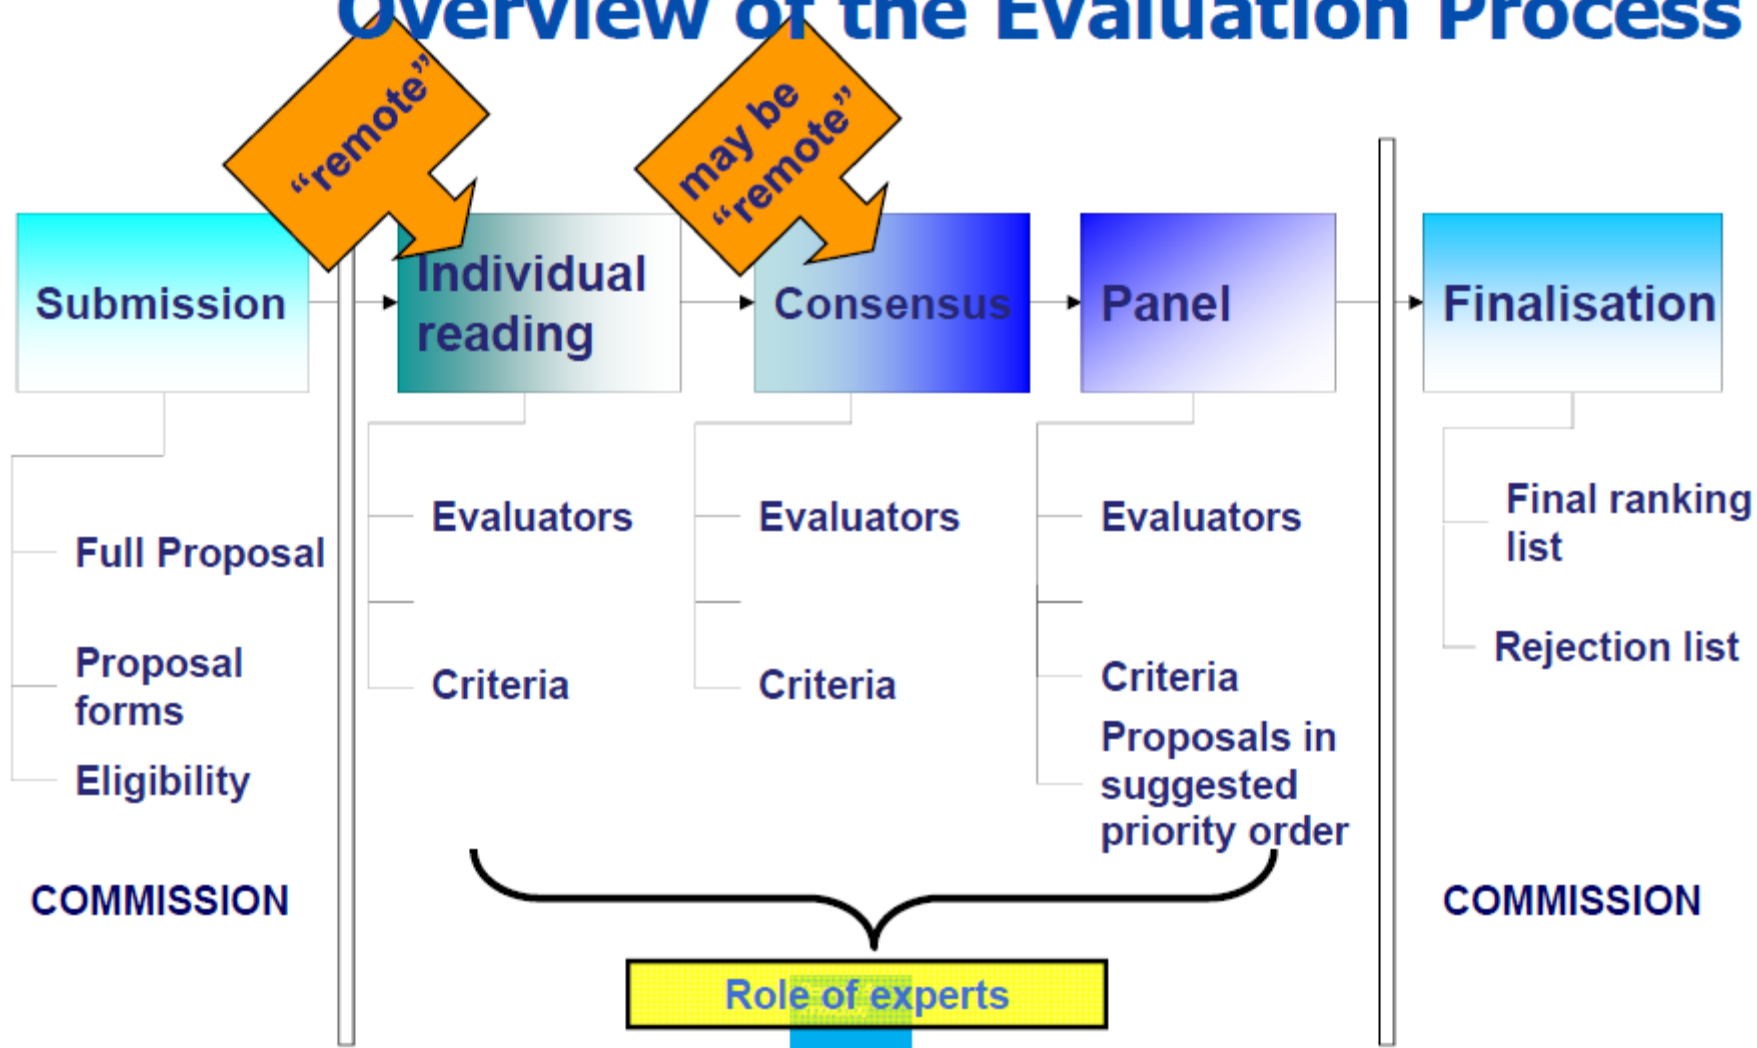 Overview of the Evaluation Process
“remote”
may be
“remote”
Submission
Individual
reading
Consensus
Panel
Finalisation
Full Proposal
Proposal
forms
Eligibility
Evaluators
Criteria
Evaluators
Criteria
Evaluators
Criteria
Proposals in
suggested
priority order
Final ranking
list
Rejection list
COMMISSION
COMMISSION
Role of experts